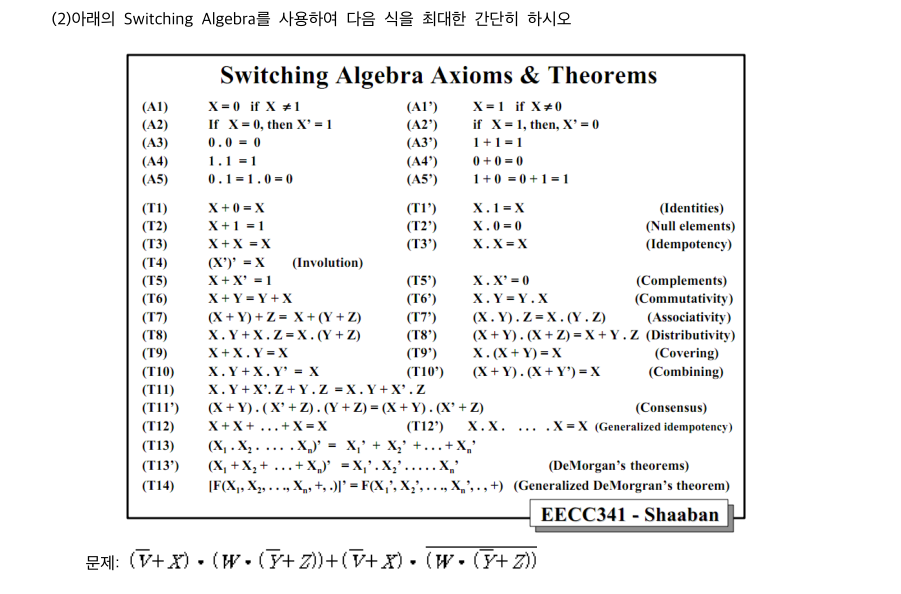 (2)아래의 Switching Algebra를 사용하여 다음 식을 최대한 간단히 하시오
Switching Algebra Axioms & Theorems
(A1) X = 0 if X ≠ 1 (A1') X = 1 if X ≠ 0
(A2) If X = 0, then X' = 1 (A2') if X = 1, then, X' = 0
(A3) 0 . 0 = 0 (A3') 1 + 1 = 1
(A4) 1 . 1 = 1 (A4') 0 + 0 = 0
(A5) 0 . 1 = 1 . 0 = 0 (A5') 1 + 0 = 0 + 1 = 1
(T1) X + 0 = X (T1') X . 1 = X (Identities)
(T2) X + 1 = 1 (T2') X . 0 = 0 (Null elements)
(T3) X + X = X (T3') X . X = X (Idempotency)
(T4) (X')' = X (Involution)
(T5) X + X' = 1 (T5') X . X' = 0 (Complements)
(T6) X + Y = Y + X (T6') X . Y = Y . X (Commutativity)
(T7) (X + Y) + Z = X + (Y + Z) (T7') (X . Y) . Z = X . (Y . Z) (Associativity)
(T8) X . Y + X . Z = X . (Y + Z) (T8') (X + Y) . (X + Z) = X + Y . Z (Distributivity)
(T9) X + X . Y = X (T9') X . (X + Y) = X (Covering)
(T10) X . Y + X . Y' = X (T10') (X + Y) . (X + Y') = X (Combining)
(T11) X . Y + X'. Z + Y . Z = X . Y + X' . Z
(T11') (X + Y) . ( X' + Z) . (Y + Z) = (X + Y) . (X' + Z) (Consensus)
(T12) X + X + . . . + X = X (T12') X . X . . . . . X = X (Generalized idempotency)
(T13) (X₁ . X₂ . . . . . Xₙ)' = X₁' + X₂' + . . . + Xₙ'
(T13') (X₁ + X₂ + . . . + Xₙ)' = X₁' . X₂' . . . . . Xₙ' (DeMorgan's theorems)
(T14) [F(X₁, X₂, . . ., Xₙ, +, .)]' = F(X₁', X₂', . . ., Xₙ', . , +) (Generalized DeMorgran's theorem)
EECC341 - Shaaban
문제: (V̅ + X) • (W • (Y̅ + Z)) + (V̅ + X) • (W̅ ̅•̅ ̅(̅Y̅̅ ̅+̅ ̅Z̅)̅)